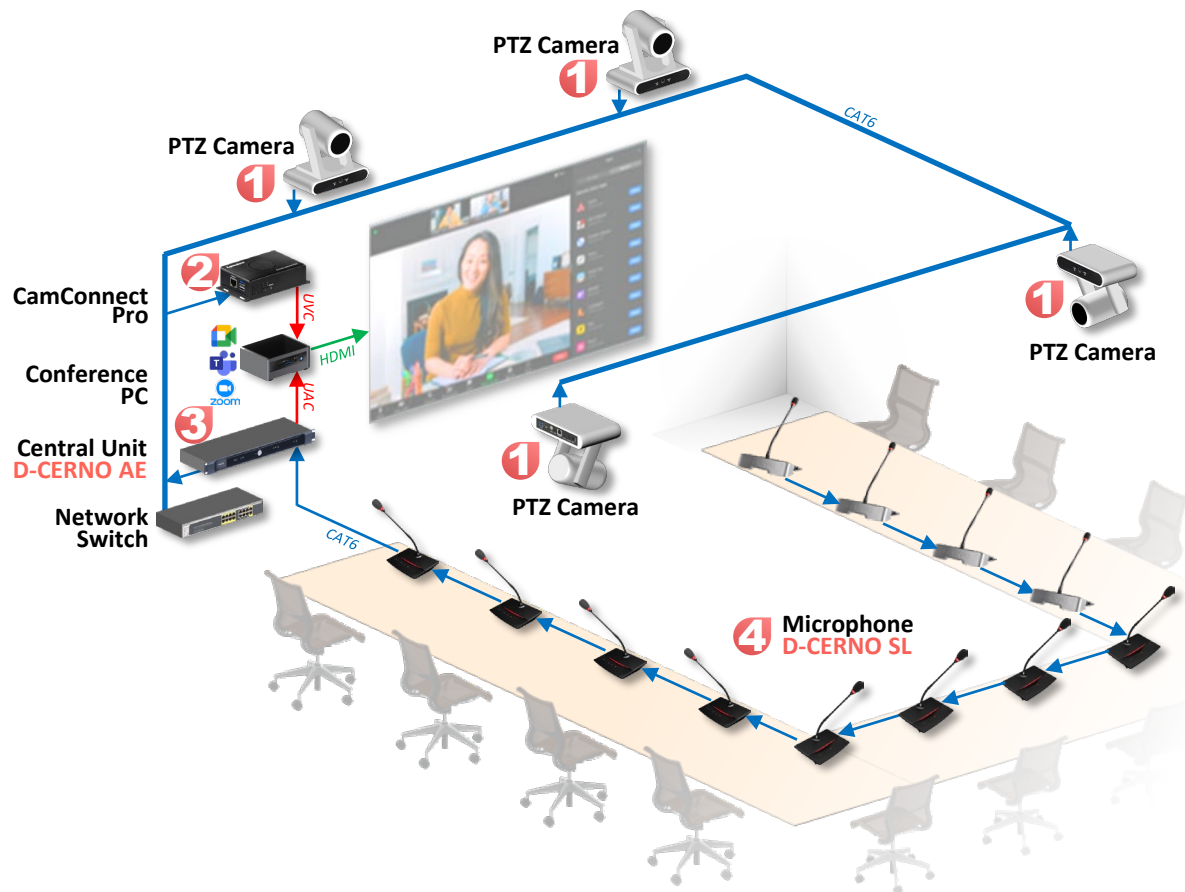 PTZ Camera
1
CAT6
PTZ Camera
1
2
CamConnect
Pro
UVC
HDMI
Conference
PC
zoom
UAC
1
PTZ Camera
3
Central Unit
D-CERNO AE
1
PTZ Camera
Network
Switch
CAT6
4
Microphone
D-CERNO SL